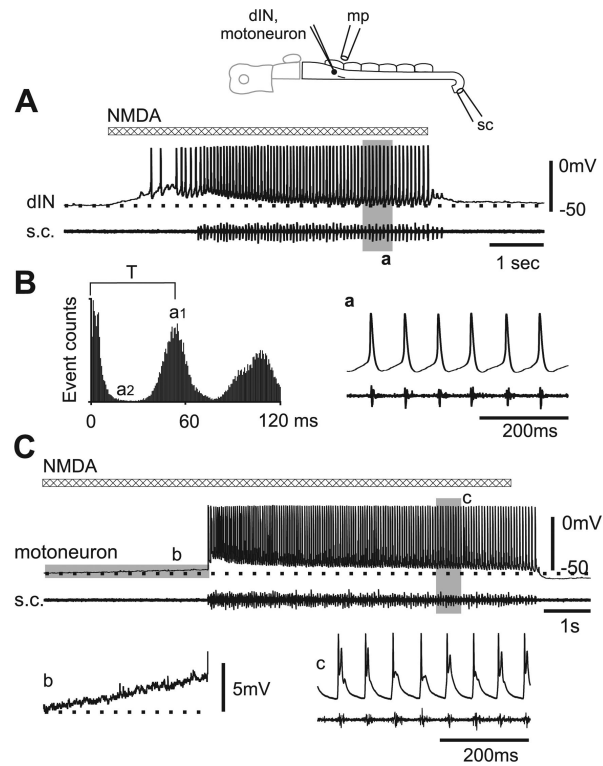 dIN,
motoneuron
mp
sc
A
NMDA
dIN
s.c.
0mV
-50
a
1 sec
B
T
a1
a2
Event counts
0
60
120 ms
a
200ms
C
NMDA
c
motoneuron
b
s.c.
0mV
-50
1s
b
5mV
c
200ms